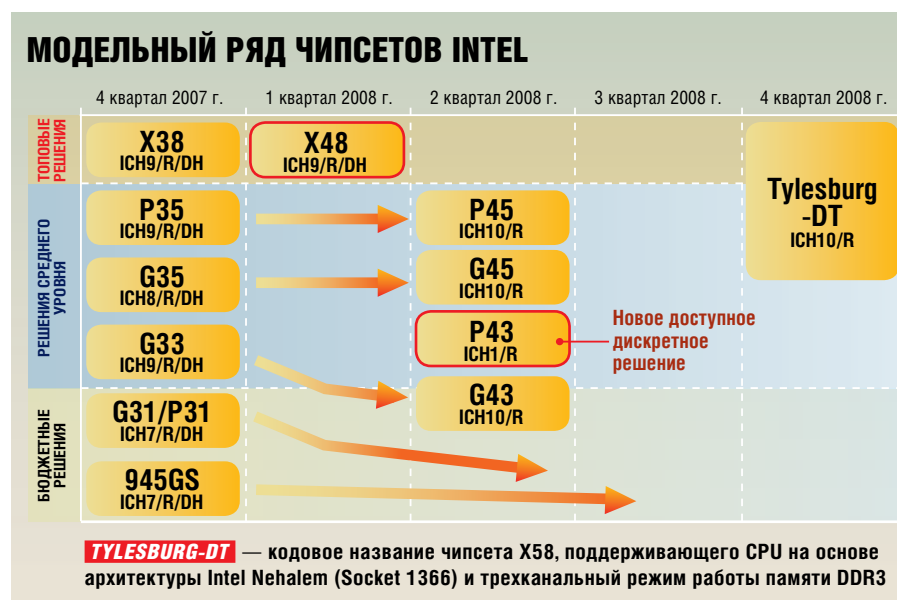 МОДЕЛЬНЫЙ РЯД ЧИПСЕТОВ INTEL
4 квартал 2007 г.
1 квартал 2008 г.
2 квартал 2008 г.
3 квартал 2008 г.
4 квартал 2008 г.
ТОПОВЫЕ
РЕШЕНИЯ
X38
ICH9/R/DH
X48
ICH9/R/DH
Tylesburg
-DT
ICH10/R
РЕШЕНИЯ СРЕДНЕГО
УРОВНЯ
P35
ICH9/R/DH
P45
ICH10/R
G35
ICH8/R/DH
G45
ICH10/R
G33
ICH9/R/DH
P43
ICH1/R
Новое доступное
дискретное
решение
G43
ICH10/R
БЮДЖЕТНЫЕ
РЕШЕНИЯ
G31/P31
ICH7/R/DH
945GS
ICH7/R/DH
TYLESBURG-DT — кодовое название чипсета X58, поддерживающего CPU на основе
архитектуры Intel Nehalem (Socket 1366) и трехканальный режим работы памяти DDR3